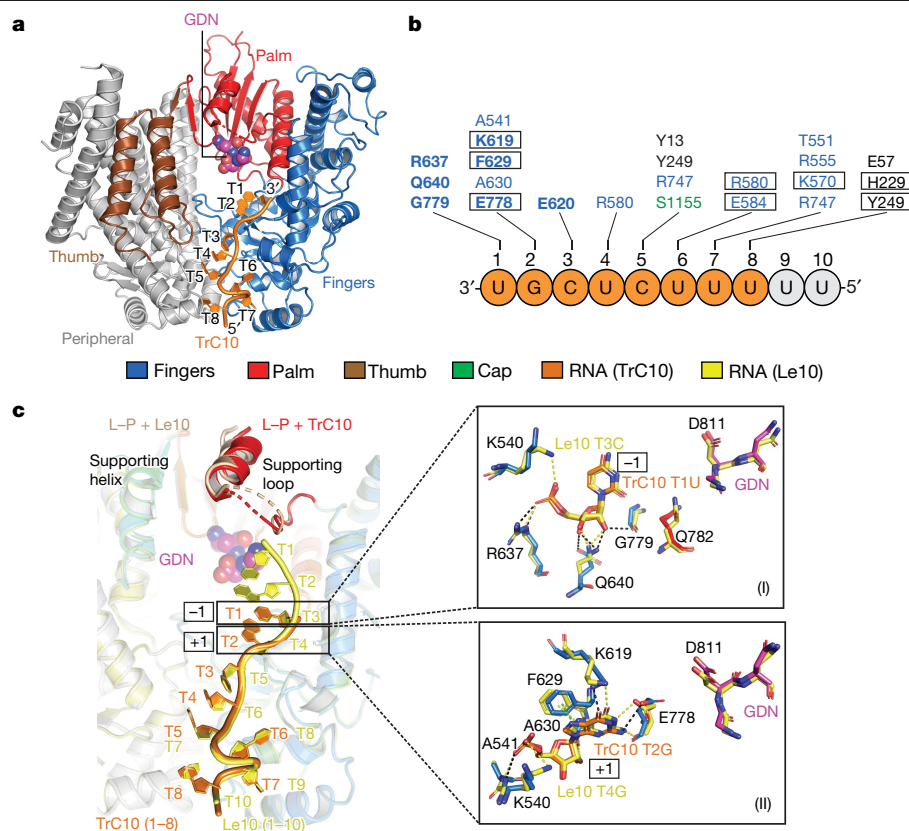 a
GDN
Palm
T1
3′
T2
T3
T4
T5
T6
T7
T8
5′
TrC10
Thumb
Fingers
Peripheral
b
A541
K619
F629
A630
E778
R637
Q640
G779
E620
R580
Y13
Y249
R747
S1155
R580
E584
T551
R555
K570
R747
E57
H229
Y249
1 2 3 4 5 6 7 8 9 10
3′ U G C U C U U U U U 5′
Fingers Palm Thumb Cap RNA (TrC10) RNA (Le10)
c
L–P + Le10
L–P + TrC10
Supporting
helix
Supporting
loop
GDN
T1
T2
−1
T1
T3
+1
T2
T4
T3
T5
T4
T6
T5
T7
T6
T8
T8
T7
T9
T10
TrC10 (1–8)
Le10 (1–10)
K540
Le10 T3C
−1
TrC10 T1U
D811
GDN
R637
G779
Q782
Q640
(I)
K619
D811
F629
A630
E778
GDN
A541
TrC10 T2G
+1
K540
Le10 T4G
(II)